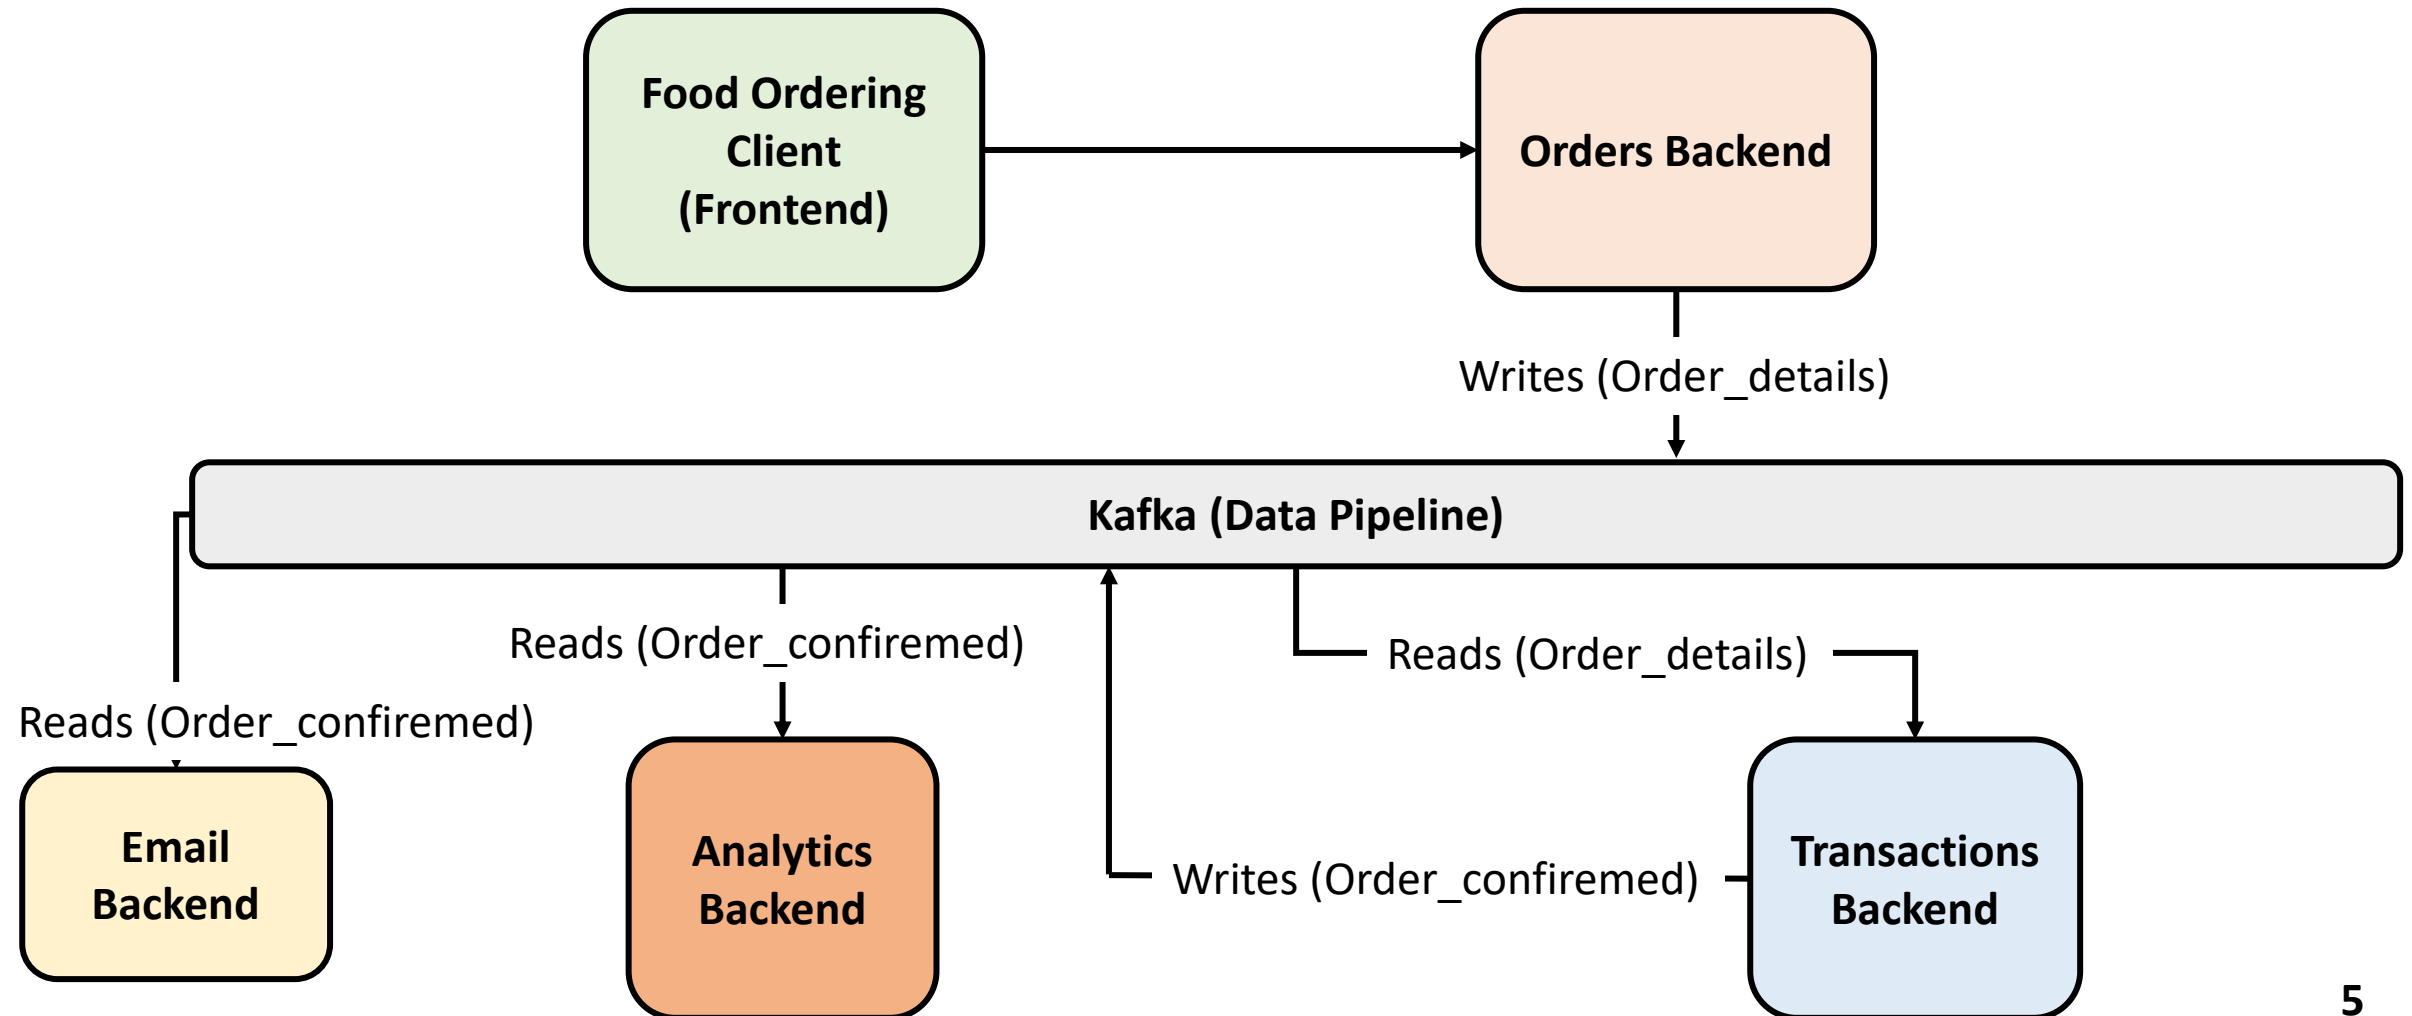 Food Ordering
Client
(Frontend)
Orders Backend
Writes (Order_details)
Kafka (Data Pipeline)
Reads (Order_confiremed)
Reads (Order_details)
Reads (Order_confiremed)
Email
Backend
Analytics
Backend
Writes (Order_confiremed)
Transactions
Backend
5